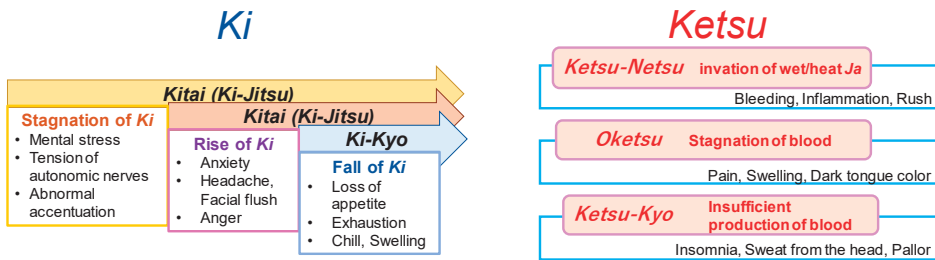 Ki
Kitai (Ki-Jitsu)
Stagnation of Ki
• Mental stress
• Tension of
autonomic nerves
• Abnormal
accentuation
Kitai (Ki-Jitsu)
Rise of Ki
• Anxiety
• Headache,
Facial flush
• Anger
Ki-Kyo
Fall of Ki
• Loss of
appetite
• Exhaustion
• Chill, Swelling
Ketsu
Ketsu-Netsu invation of wet/heat Ja
Bleeding, Inflammation, Rush
Oketsu Stagnation of blood
Pain, Swelling, Dark tongue color
Ketsu-Kyo Insufficient
production of blood
Insomnia, Sweat from the head, Pallor